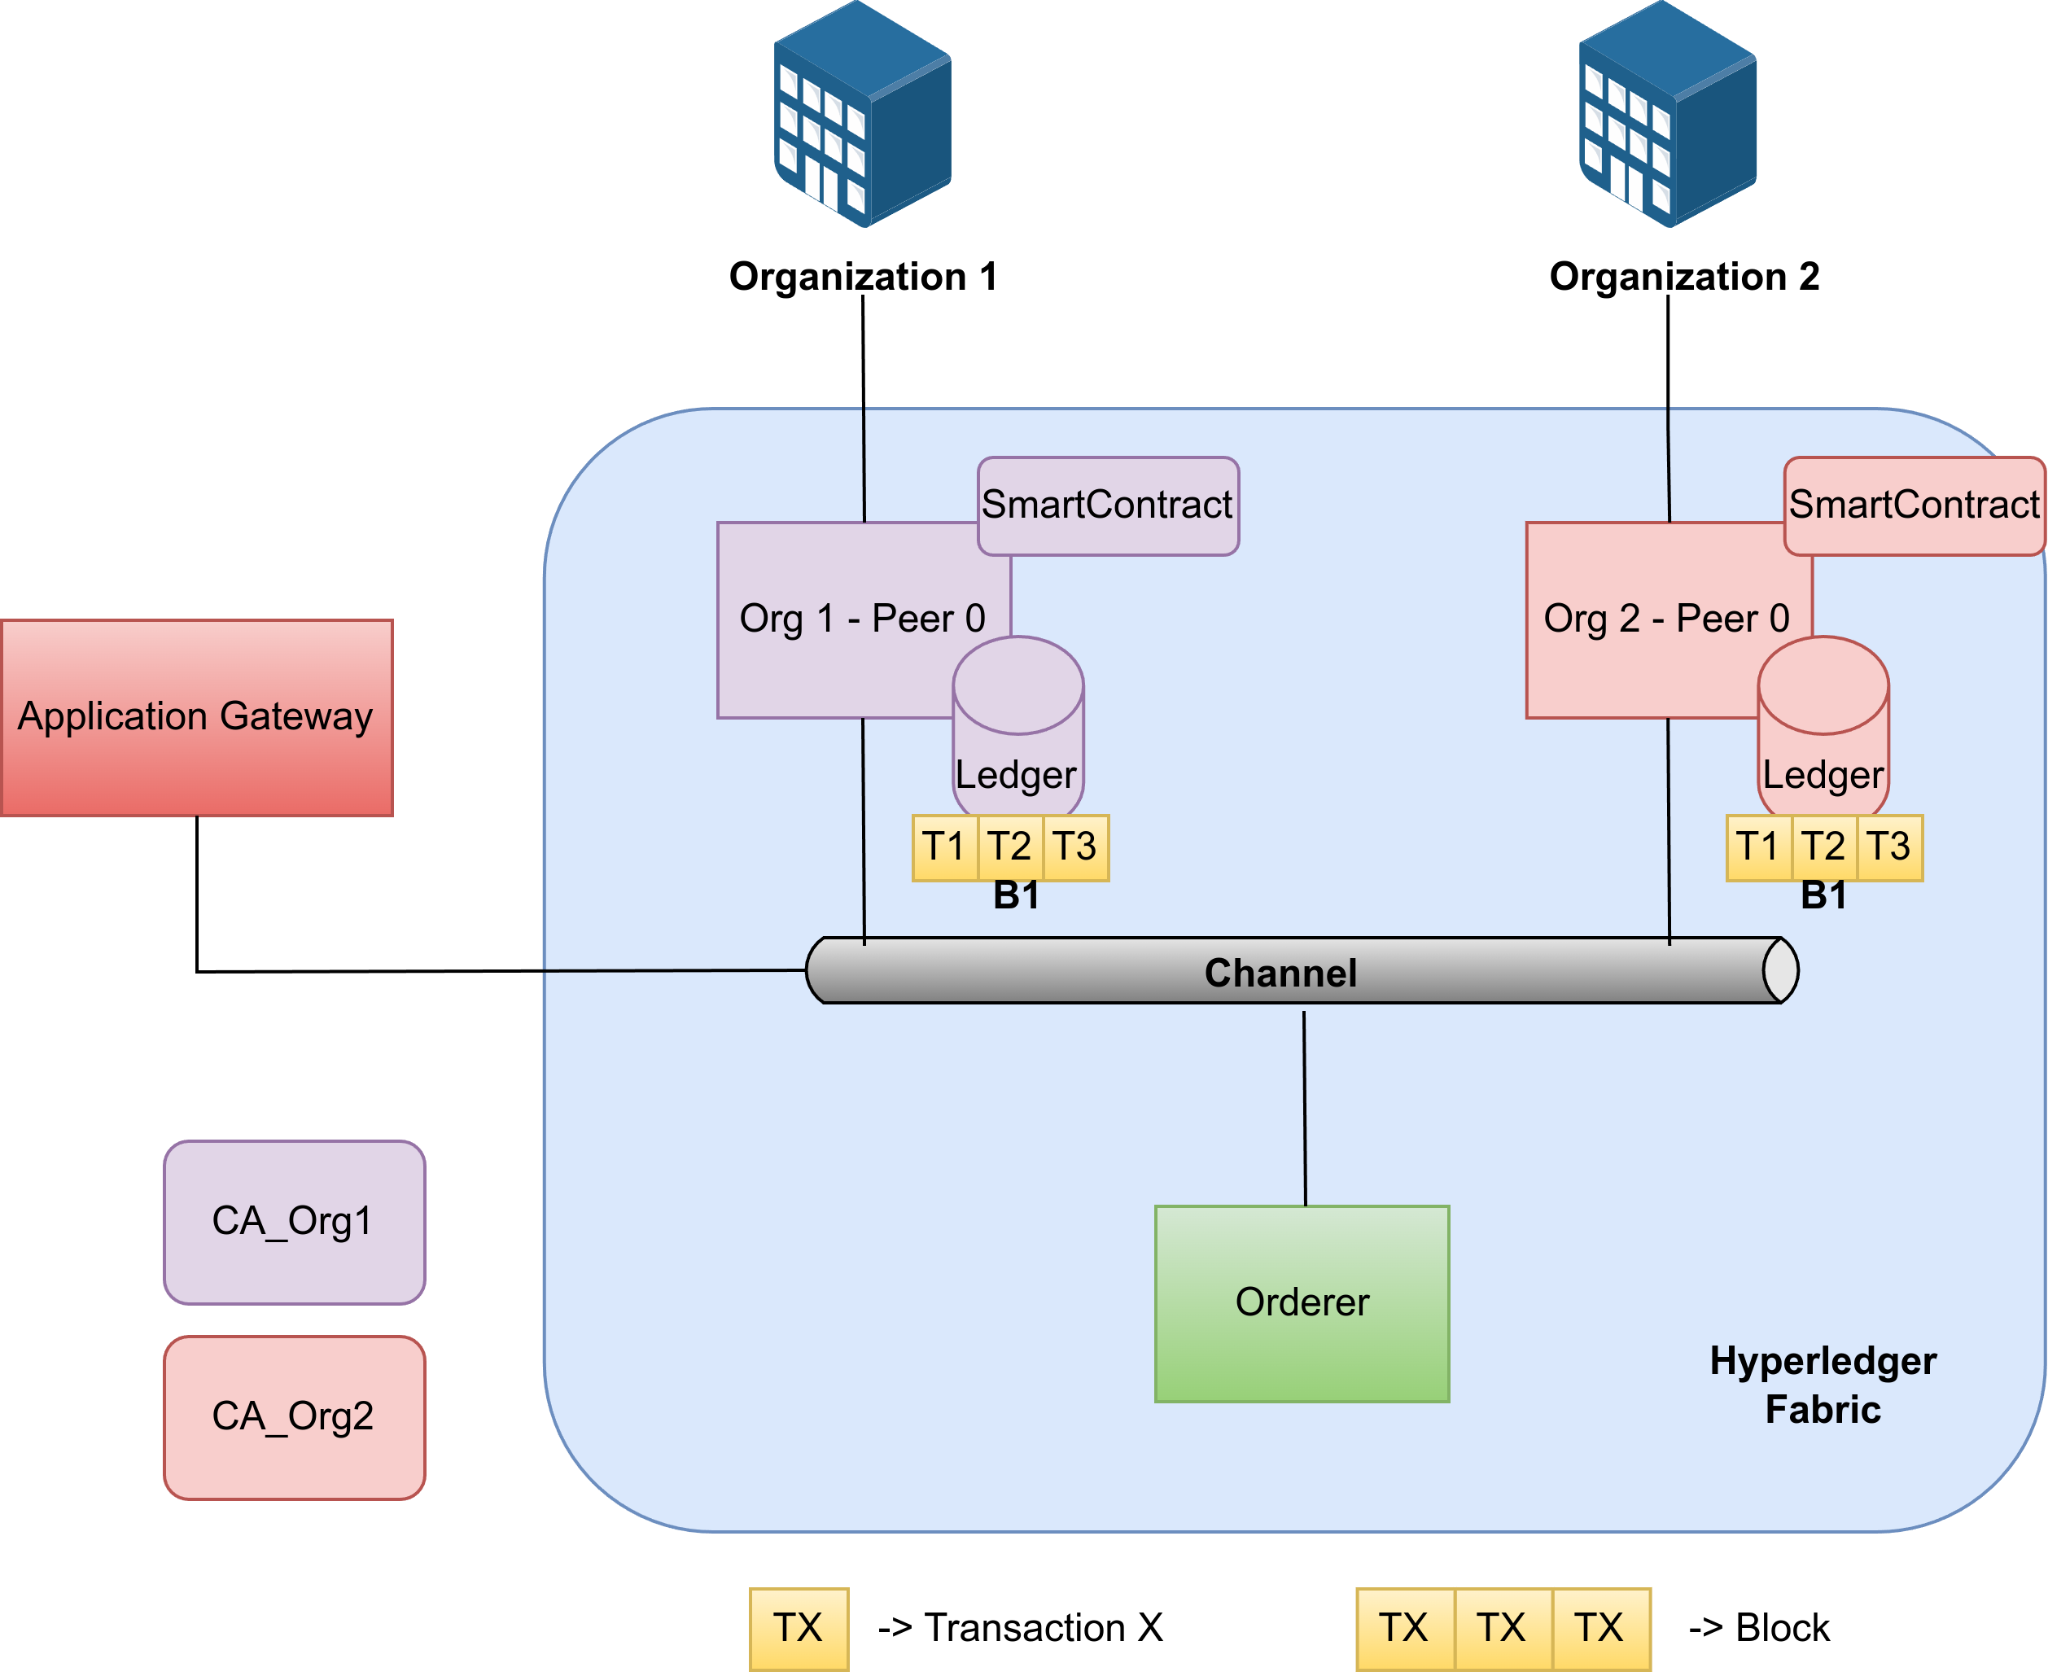 Organization 1
Organization 2
SmartContract
SmartContract
Org 1 - Peer 0
Org 2 - Peer 0
Application Gateway
Ledger
Ledger
T1 T2 T3
T1 T2 T3
B1
B1
Channel
CA_Org1
Orderer
Hyperledger
Fabric
CA_Org2
TX -> Transaction X
TX TX TX -> Block